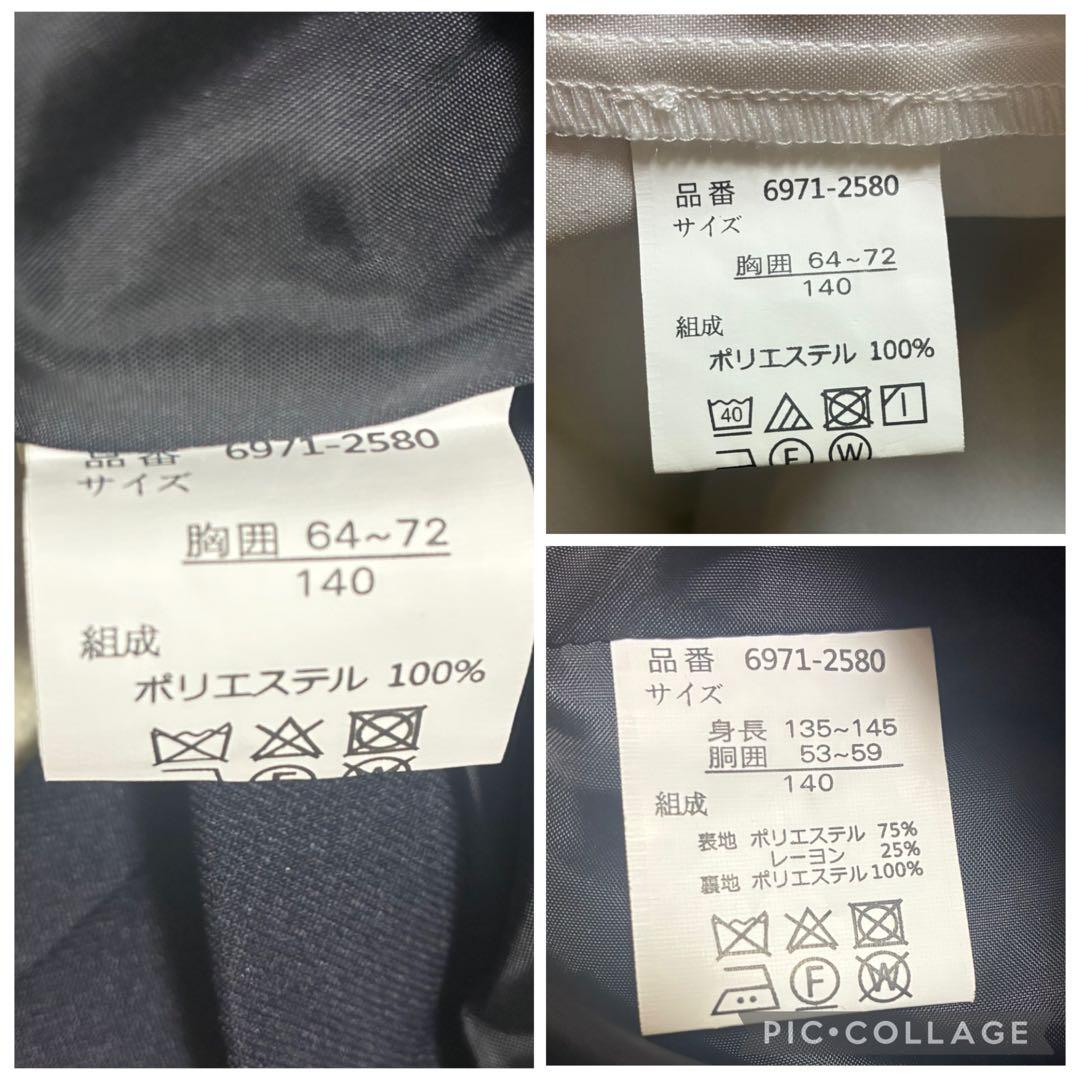 品番 6971-2580
サイズ
胸囲 64~72
140
組成
ポリエステル 100%
品番 6971-2580
サイズ
胸囲 64~72
140
組成
ポリエステル 100%
40
F W
品番 6971-2580
サイズ
身長 135~145
胴囲 53~59
140
組成
表地 ポリエステル 75%
レーヨン 25%
裏地 ポリエステル 100%
F W
PIC•COLLAGE